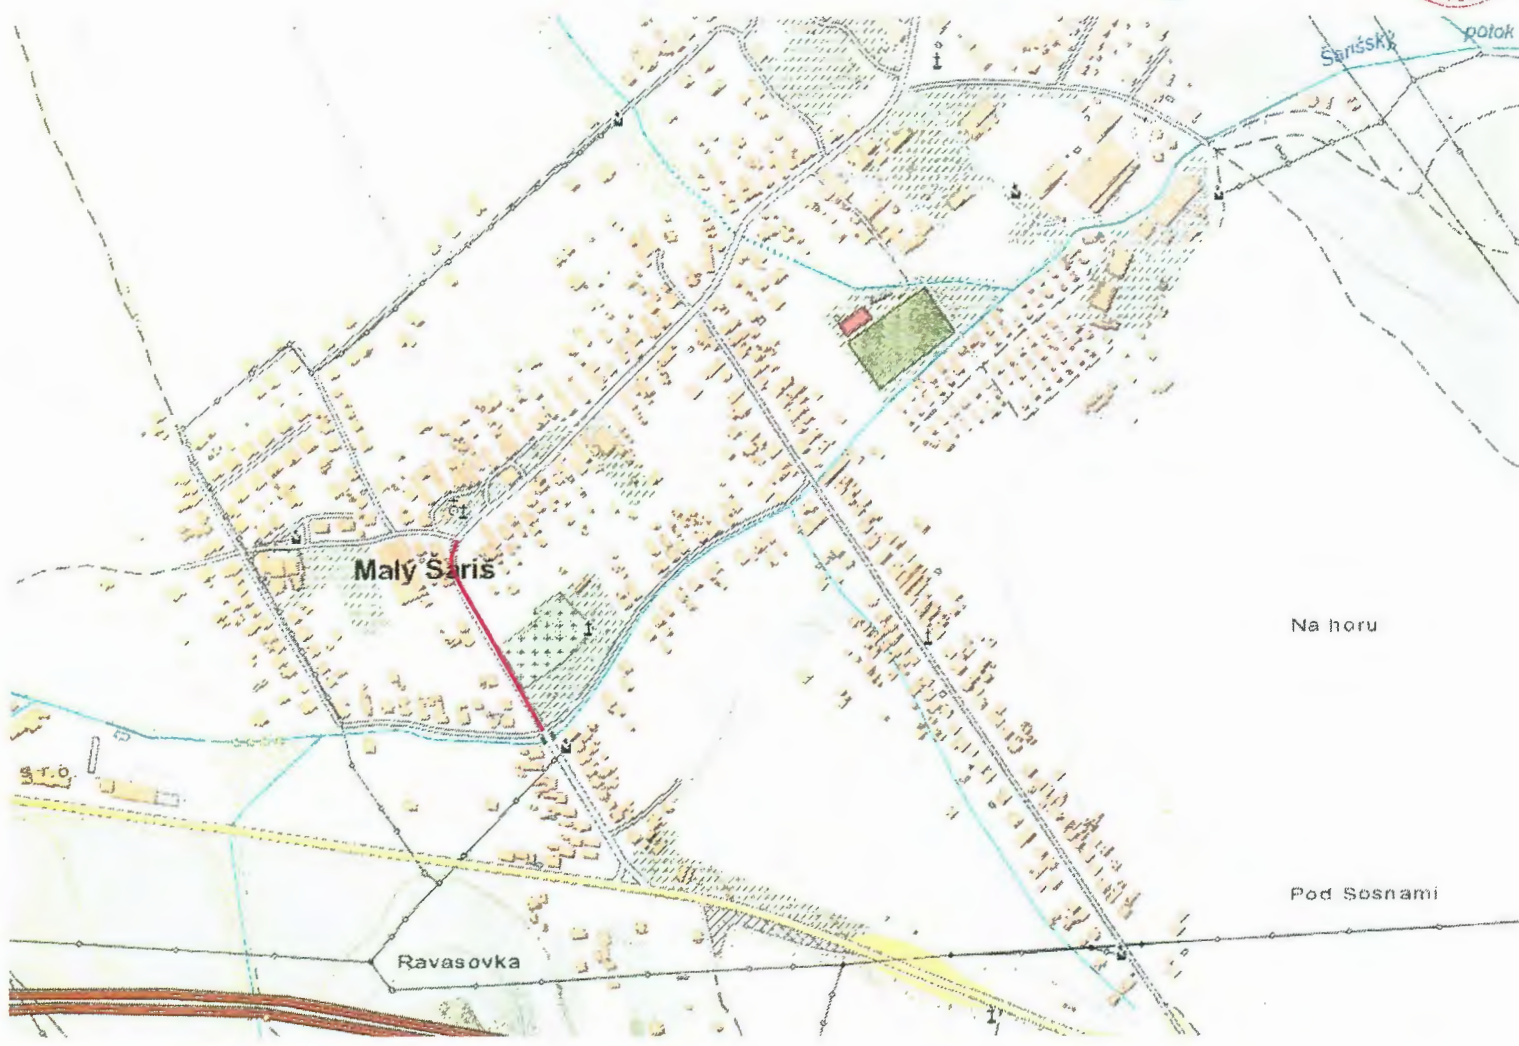 Šarišský potok
Malý Šariš
Na horu
s.r.o.
Pod Sosnami
Ravasovka